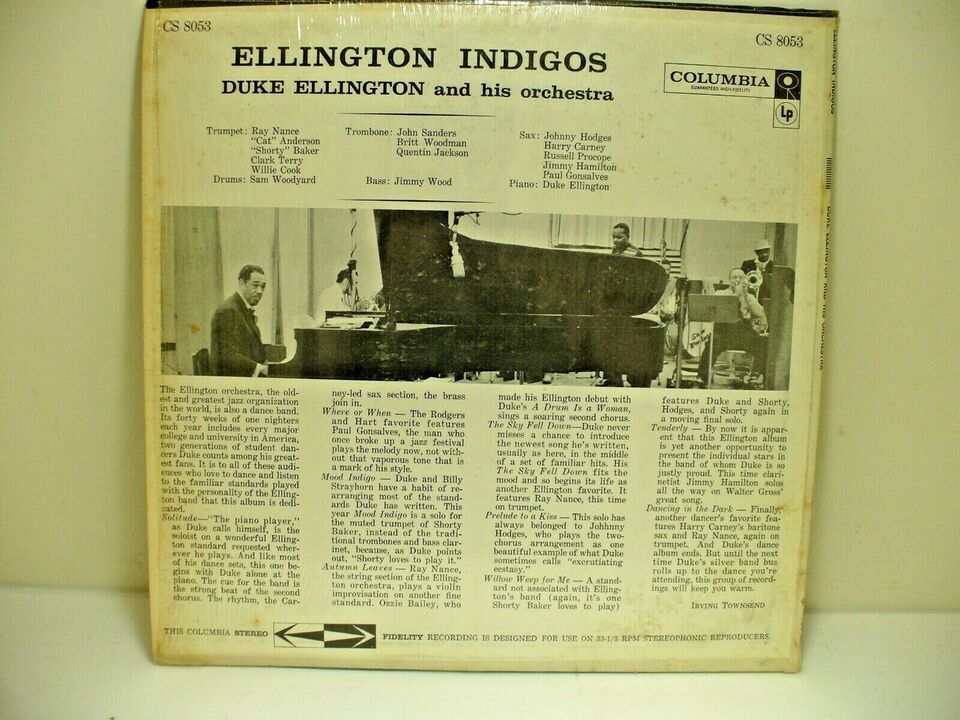 CS 8053
CS 8053
ELLINGTON INDIGOS
DUKE ELLINGTON and his orchestra
COLUMBIA
GUARANTEED HIGH-FIDELITY
Lp
Trumpet: Ray Nance
"Cat" Anderson
"Shorty" Baker
Clark Terry
Willie Cook
Drums: Sam Woodyard
Trombone: John Sanders
Britt Woodman
Quentin Jackson
Bass: Jimmy Wood
Sax: Johnny Hodges
Harry Carney
Russell Procope
Jimmy Hamilton
Paul Gonsalves
Piano: Duke Ellington
The Ellington orchestra, the old-
est and greatest jazz organization
in the world, is also a dance band.
Its forty weeks of one nighters
each year includes every major
college and university in America,
two generations of student dan-
cers Duke counts among his great-
est fans. It is to all of these audi-
ences who love to dance and listen
to the familiar standards played
with the personality of the Elling-
ton band that this album is dedi-
cated.
Solitude—"The piano player,"
as Duke calls himself, is the
soloist on a wonderful Elling-
ton standard requested wher-
ever he plays. And like most
of his dance sets, this one be-
gins with Duke alone at the
piano. The cue for the band is
the strong beat of the second
chorus. The rhythm, the Car-
ney-led sax section, the brass
join in.
Where or When — The Rodgers
and Hart favorite features
Paul Gonsalves, the man who
once broke up a jazz festival
plays the melody now, not with-
out that vaporous tone that is
a mark of his style.
Mood Indigo — Duke and Billy
Strayhorn have a habit of re-
arranging most of the stand-
ards Duke has written. This
year Mood Indigo is a solo for
the muted trumpet of Shorty
Baker, instead of the tradi-
tional trombones and bass clar-
inet, because, as Duke points
out, "Shorty loves to play it."
Autumn Leaves — Ray Nance,
the string section of the Elling-
ton orchestra, plays a violin
improvisation on another fine
standard. Ozzie Bailey, who
made his Ellington debut with
Duke's A Drum Is a Woman,
sings a soaring second chorus.
The Sky Fell Down—Duke never
misses a chance to introduce
the newest song he's written,
usually as here, in the middle
of a set of familiar hits. His
The Sky Fell Down fits the
mood and so begins its life as
another Ellington favorite. It
features Ray Nance, this time
on trumpet.
Prelude to a Kiss — This solo has
always belonged to Johhnny
Hodges, who plays the two-
chorus arrangement as one
beautiful example of what Duke
sometimes calls "excrutiating
ecstasy."
Willow Weep for Me — A stand-
ard not associated with Elling-
ton's band (again, it's one
Shorty Baker loves to play)
features Duke and Shorty,
Hodges, and Shorty again in
a moving final solo.
Tenderly — By now it is appar-
ent that this Ellington album
is yet another opportunity to
present the individual stars in
the band of whom Duke is so
justly proud. This time clari-
netist Jimmy Hamilton solos
all the way on Walter Gross'
great song.
Dancing in the Dark — Finally,
another dancer's favorite fea-
tures Harry Carney's baritone
sax and Ray Nance, again on
trumpet. And Duke's dance
album ends. But until the next
time Duke's silver band bus
rolls up to the dance you're
attending, this group of record-
ings will keep you warm.
IRVING TOWNSEND
THIS COLUMBIA STEREO FIDELITY RECORDING IS DESIGNED FOR USE ON 33-1/3 RPM STEREOPHONIC REPRODUCERS.
ELLINGTON INDIGOS
DUKE ELLINGTON AND HIS ORCHESTRA